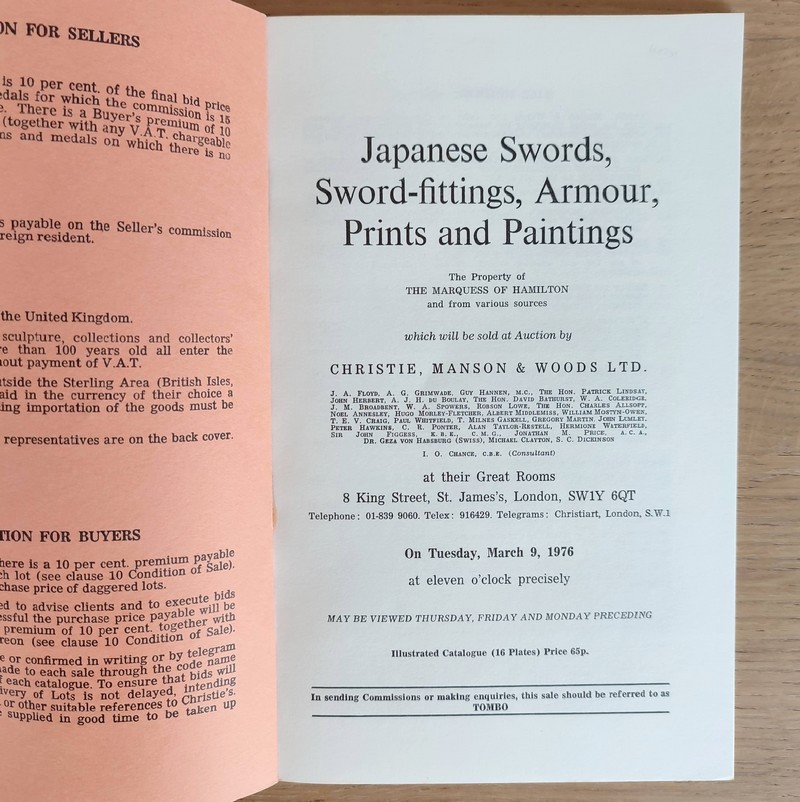 ON FOR SELLERS
is 10 per cent. of the final bid price
edals for which the commission is 15
e. There is a Buyer's premium of 10
(together with any V.A.T. chargeable
ns and medals on which there is no
s payable on the Seller's commission
reign resident.
the United Kingdom.
sculpture, collections and collectors'
re than 100 years old all enter the
out payment of V.A.T.
tside the Sterling Area (British Isles,
aid in the currency of their choice a
ing importation of the goods must be
representatives are on the back cover.
TION FOR BUYERS
here is a 10 per cent. premium payable
ch lot (see clause 10 Condition of Sale).
chase price of daggered lots.
ed to advise clients and to execute bids
essful the purchase price payable will be
premium of 10 per cent. together with
reon (see clause 10 Condition of Sale).
e or confirmed in writing or by telegram
ade to each sale through the code name
f each catalogue. To ensure that bids will
ivery of Lots is not delayed, intending
or other suitable references to Christie's.
supplied in good time to be taken up
Japanese Swords,
Sword-fittings, Armour,
Prints and Paintings
The Property of
THE MARQUESS OF HAMILTON
and from various sources
which will be sold at Auction by
CHRISTIE, MANSON & WOODS LTD.
J. A. Floyd, A. G. Grimwade, Guy Hannen, M.C., The Hon. Patrick Lindsay,
John Herbert, A. J. H. du Boulay, The Hon. David Bathurst, W. A. Coleridge,
J. M. Broadbent, W. A. Spowers, Robson Lowe, The Hon. Charles Allsopp,
Noel Annesley, Hugo Morley-Fletcher, Albert Middlemiss, William Mostyn-Owen,
T. E. V. Craig, Paul Whitfield, T. Milnes Gaskell, Gregory Martin, John Lumley,
Peter Hawkins, C. R. Ponter, Alan Taylor-Restell, Hermione Waterfield,
Sir John Figgess, K.B.E., C.M.G., Jonathan M. Price, A.C.A.,
Dr. Geza von Habsburg (Swiss), Michael Clayton, S. C. Dickinson
I. O. Chance, C.B.E. (Consultant)
at their Great Rooms
8 King Street, St. James's, London, SW1Y 6QT
Telephone: 01-839 9060. Telex: 916429. Telegrams: Christiart, London, S.W.1
On Tuesday, March 9, 1976
at eleven o'clock precisely
MAY BE VIEWED THURSDAY, FRIDAY AND MONDAY PRECEDING
Illustrated Catalogue (16 Plates) Price 65p.
In sending Commissions or making enquiries, this sale should be referred to as
TOMBO